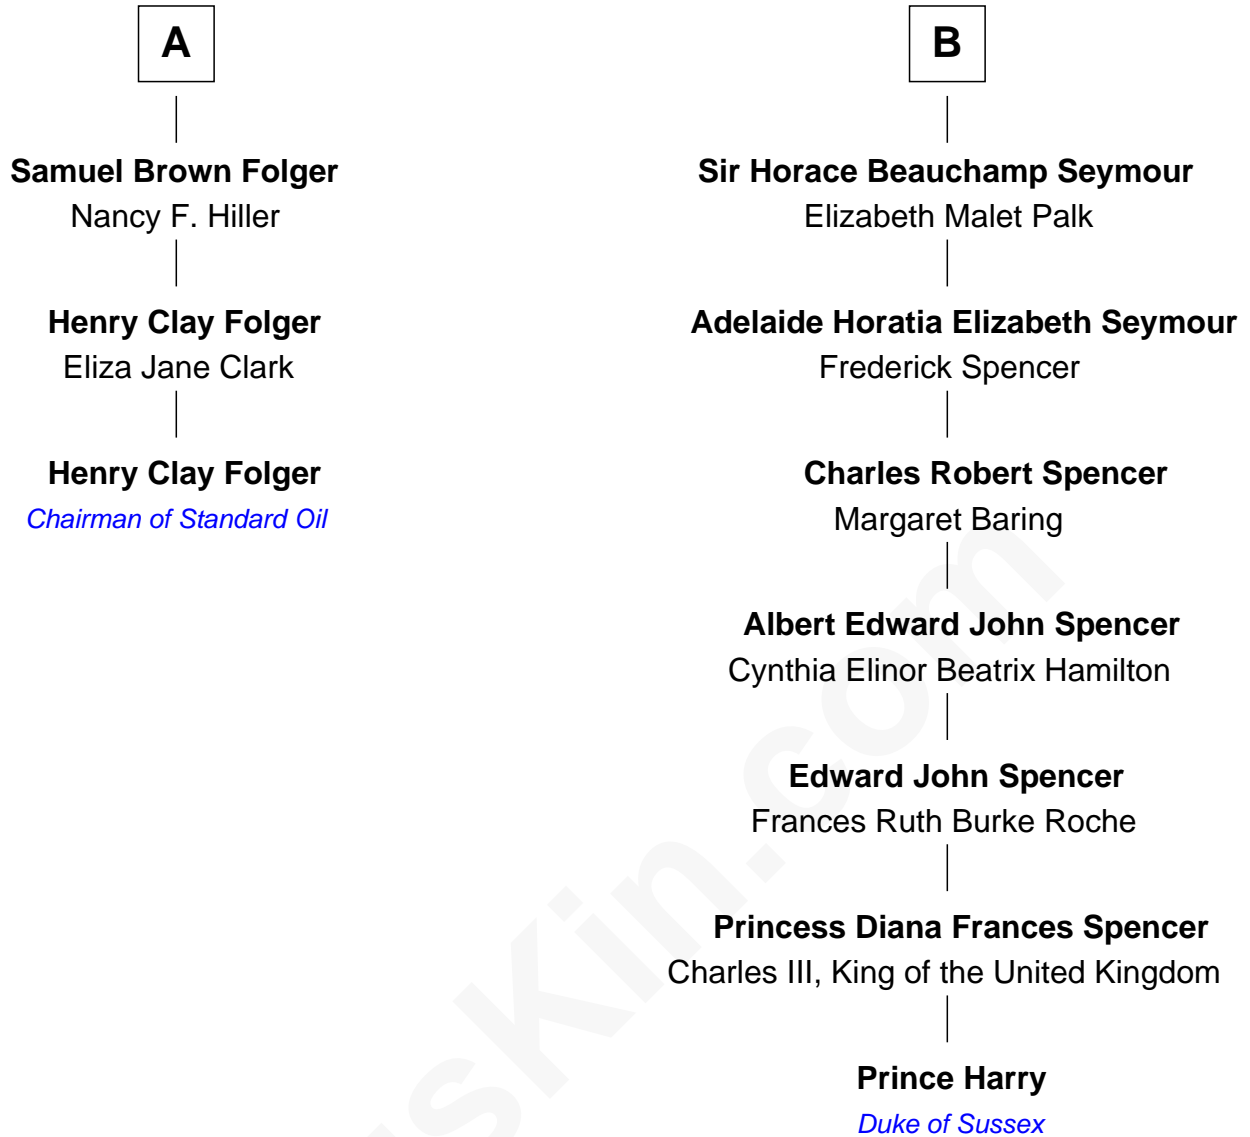 A
Samuel Brown Folger
Nancy F. Hiller
Henry Clay Folger
Eliza Jane Clark
Henry Clay Folger
Chairman of Standard Oil
B
Sir Horace Beauchamp Seymour
Elizabeth Malet Palk
Adelaide Horatia Elizabeth Seymour
Frederick Spencer
Charles Robert Spencer
Margaret Baring
Albert Edward John Spencer
Cynthia Elinor Beatrix Hamilton
Edward John Spencer
Frances Ruth Burke Roche
Princess Diana Frances Spencer
Charles III, King of the United Kingdom
Prince Harry
Duke of Sussex